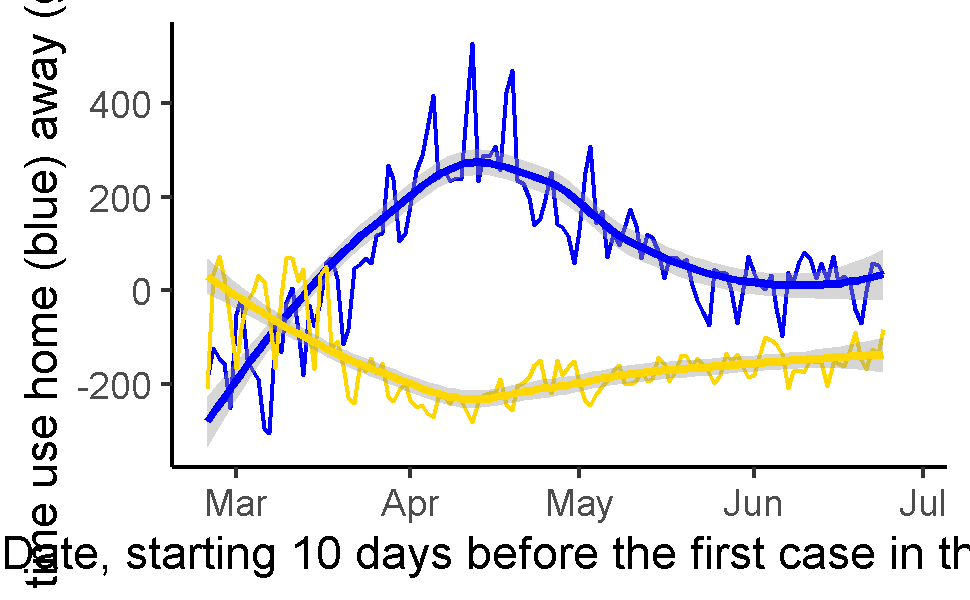 time use home (blue) away (
400
200
0
-200
Mar Apr May Jun Jul
Date, starting 10 days before the first case in th